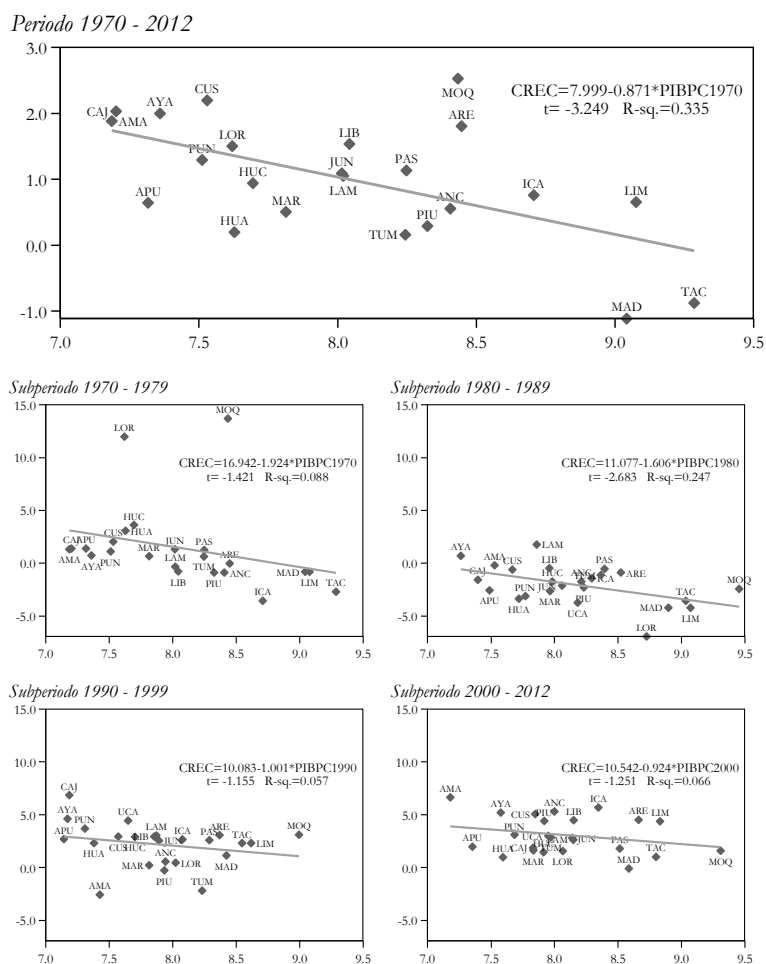 Periodo 1970 - 2012
3.0
2.0
1.0
0.0
-1.0
7.0 7.5 8.0 8.5 9.0 9.5
CREC=7.999-0.871*PIBPC1970
t= -3.249 R-sq.=0.335
CAJ
AMA
AYA
CUS
PUN
LOR
APU
HUC
HUA
MAR
LIB
JUN
LAM
PAS
TUM
PIU
ANC
MOQ
ARE
ICA
LIM
MAD
TAC
Subperiodo 1970 - 1979
15.0
10.0
5.0
0.0
-5.0
7.0 7.5 8.0 8.5 9.0 9.5
CREC=16.942-1.924*PIBPC1970
t= -1.421 R-sq.=0.088
LOR
MOQ
CAJ
APU
AMA
AYA
PUN
CUS
HUC
HUA
MAR
JUN
LAM
LIB
PAS
TUM
PIU
ARE
ANC
ICA
MAD
LIM
TAC
Subperiodo 1980 - 1989
15.0
10.0
5.0
0.0
-5.0
7.0 7.5 8.0 8.5 9.0 9.5
CREC=11.077-1.606*PIBPC1980
t= -2.683 R-sq.=0.247
AYA
CAJ
AMA
APU
CUS
HUA
PUN
LAM
LIB
HUC
JUN
MAR
ANC
PIU
UCA
ICA
PAS
ARE
LOR
MAD
TAC
LIM
MOQ
Subperiodo 1990 - 1999
15.0
10.0
5.0
0.0
-5.0
7.0 7.5 8.0 8.5 9.0 9.5
CREC=10.083-1.001*PIBPC1990
t= -1.155 R-sq.=0.057
CAJ
AYA
APU
PUN
HUA
AMA
UCA
CUS
HUC
LIB
LAM
JUN
MAR
ANC
PIU
LOR
ICA
TUM
PAS
ARE
MAD
TAC
LIM
MOQ
Subperiodo 2000 - 2012
15.0
10.0
5.0
0.0
-5.0
7.0 7.5 8.0 8.5 9.0 9.5
CREC=10.542-0.924*PIBPC2000
t= -1.251 R-sq.=0.066
AMA
APU
AYA
HUA
PUN
CUS
CAJ
MAR
UCA
ANC
PIU
LAM
TUM
LOR
LIB
JUN
ICA
PAS
MAD
ARE
LIM
TAC
MOQ